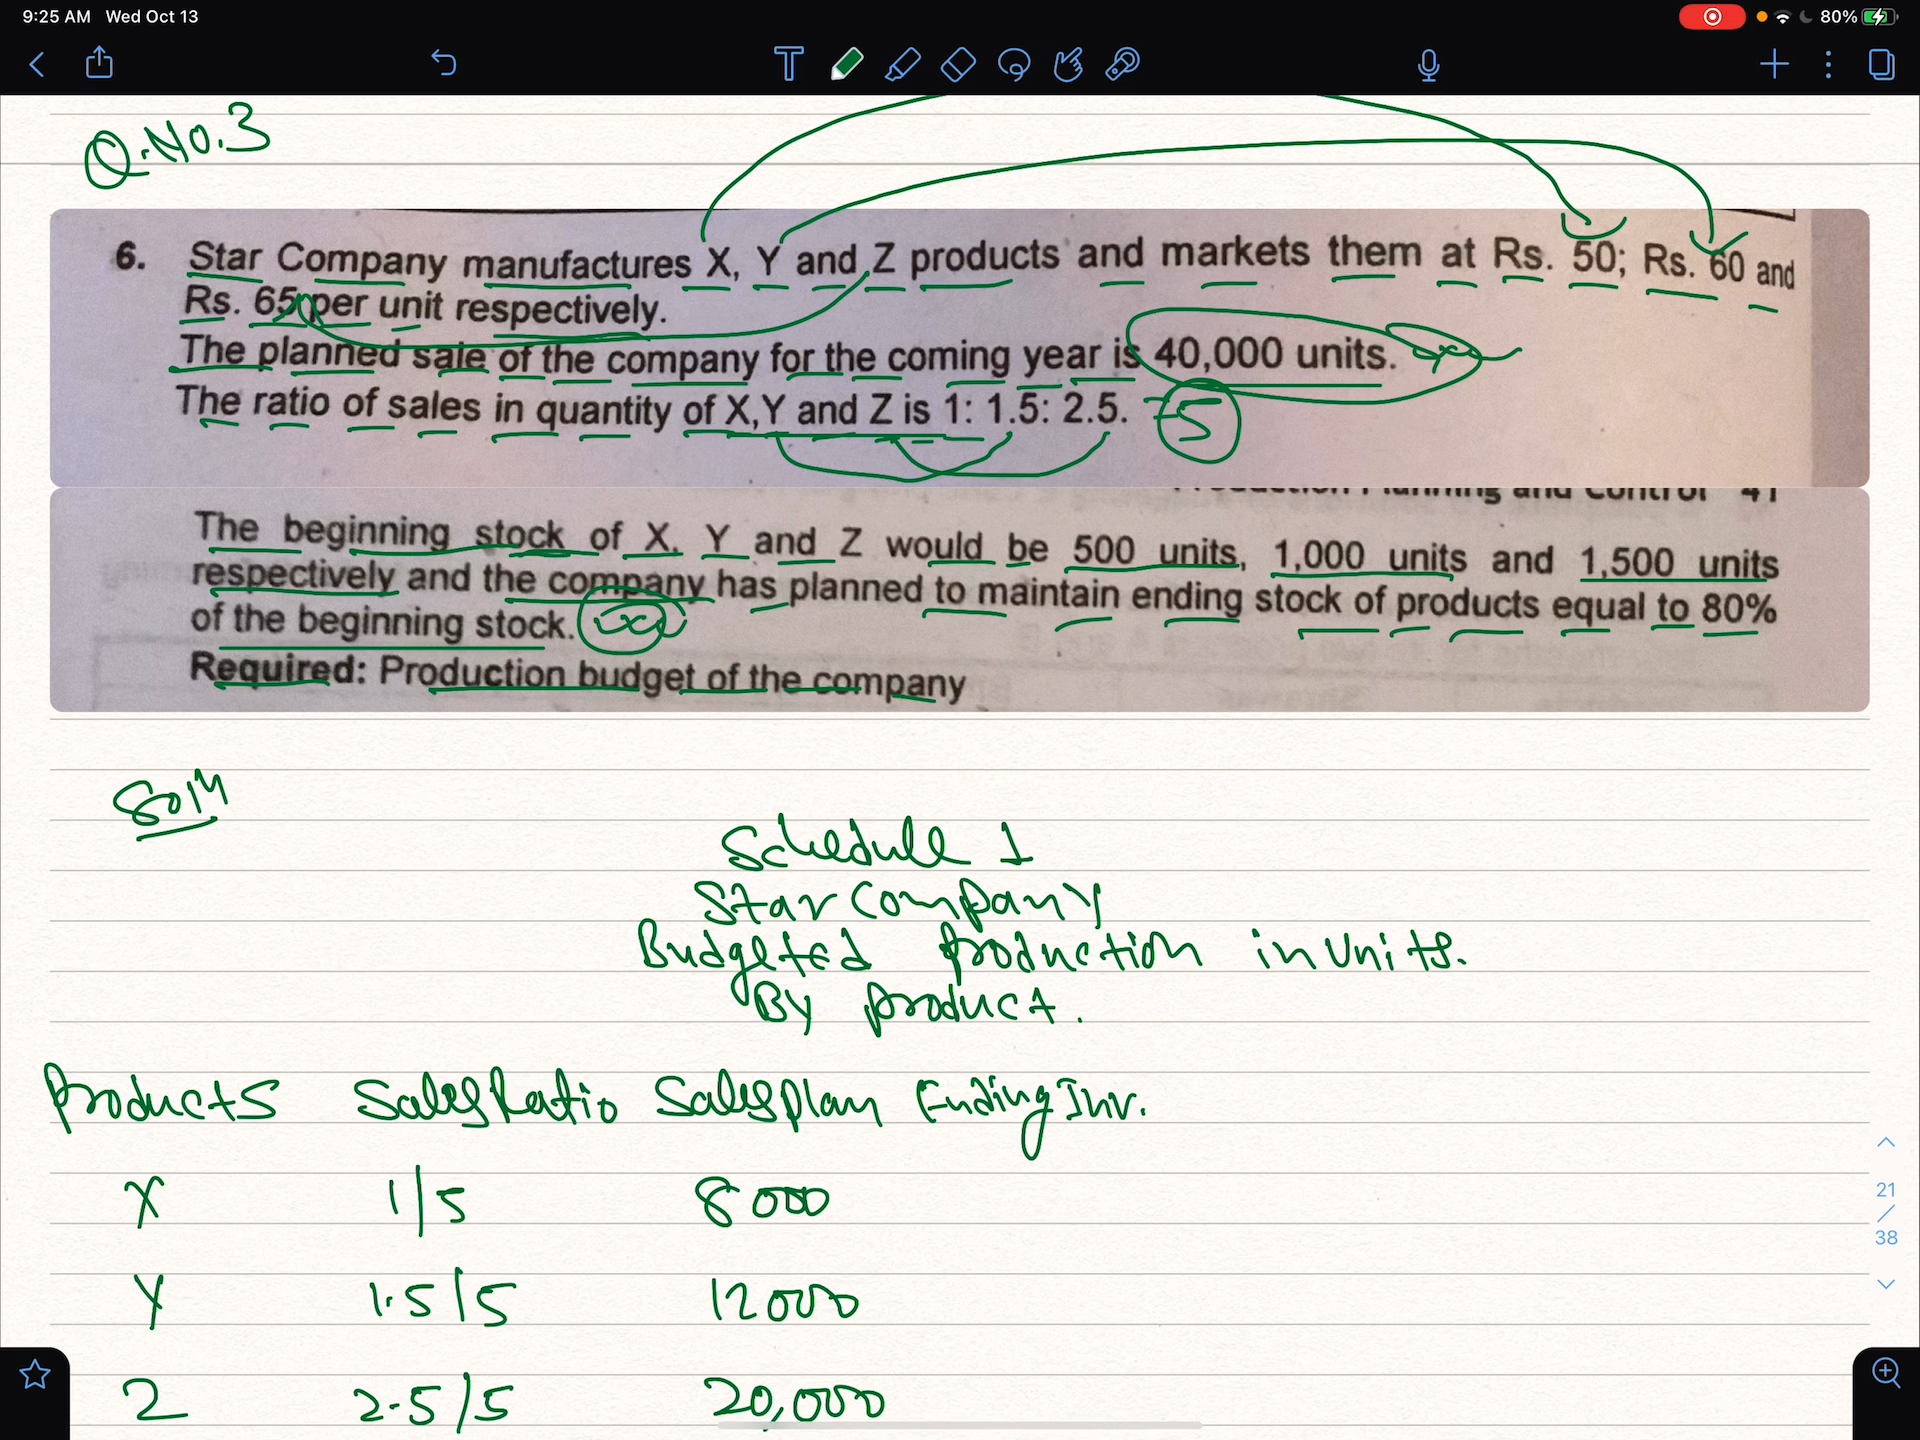 9:25 AM Wed Oct 13
80%
Q.No.3
6. Star Company manufactures X, Y and Z products and markets them at Rs. 50; Rs. 60 and
Rs. 65 per unit respectively.
The planned sale of the company for the coming year is 40,000 units.
The ratio of sales in quantity of X,Y and Z is 1: 1.5: 2.5. =5
Production Planning and Control 41
The beginning stock of X, Y and Z would be 500 units, 1,000 units and 1,500 units
respectively and the company has planned to maintain ending stock of products equal to 80%
of the beginning stock.
Required: Production budget of the company
Soln
Schedule 1
Star Company
Budgeted Production in Units.
By Product.
Products Sales Ratio Sales Plan Ending Inv.
X 1/5 8000
Y 1.5/5 12000
Z 2.5/5 20,000
21
/
38